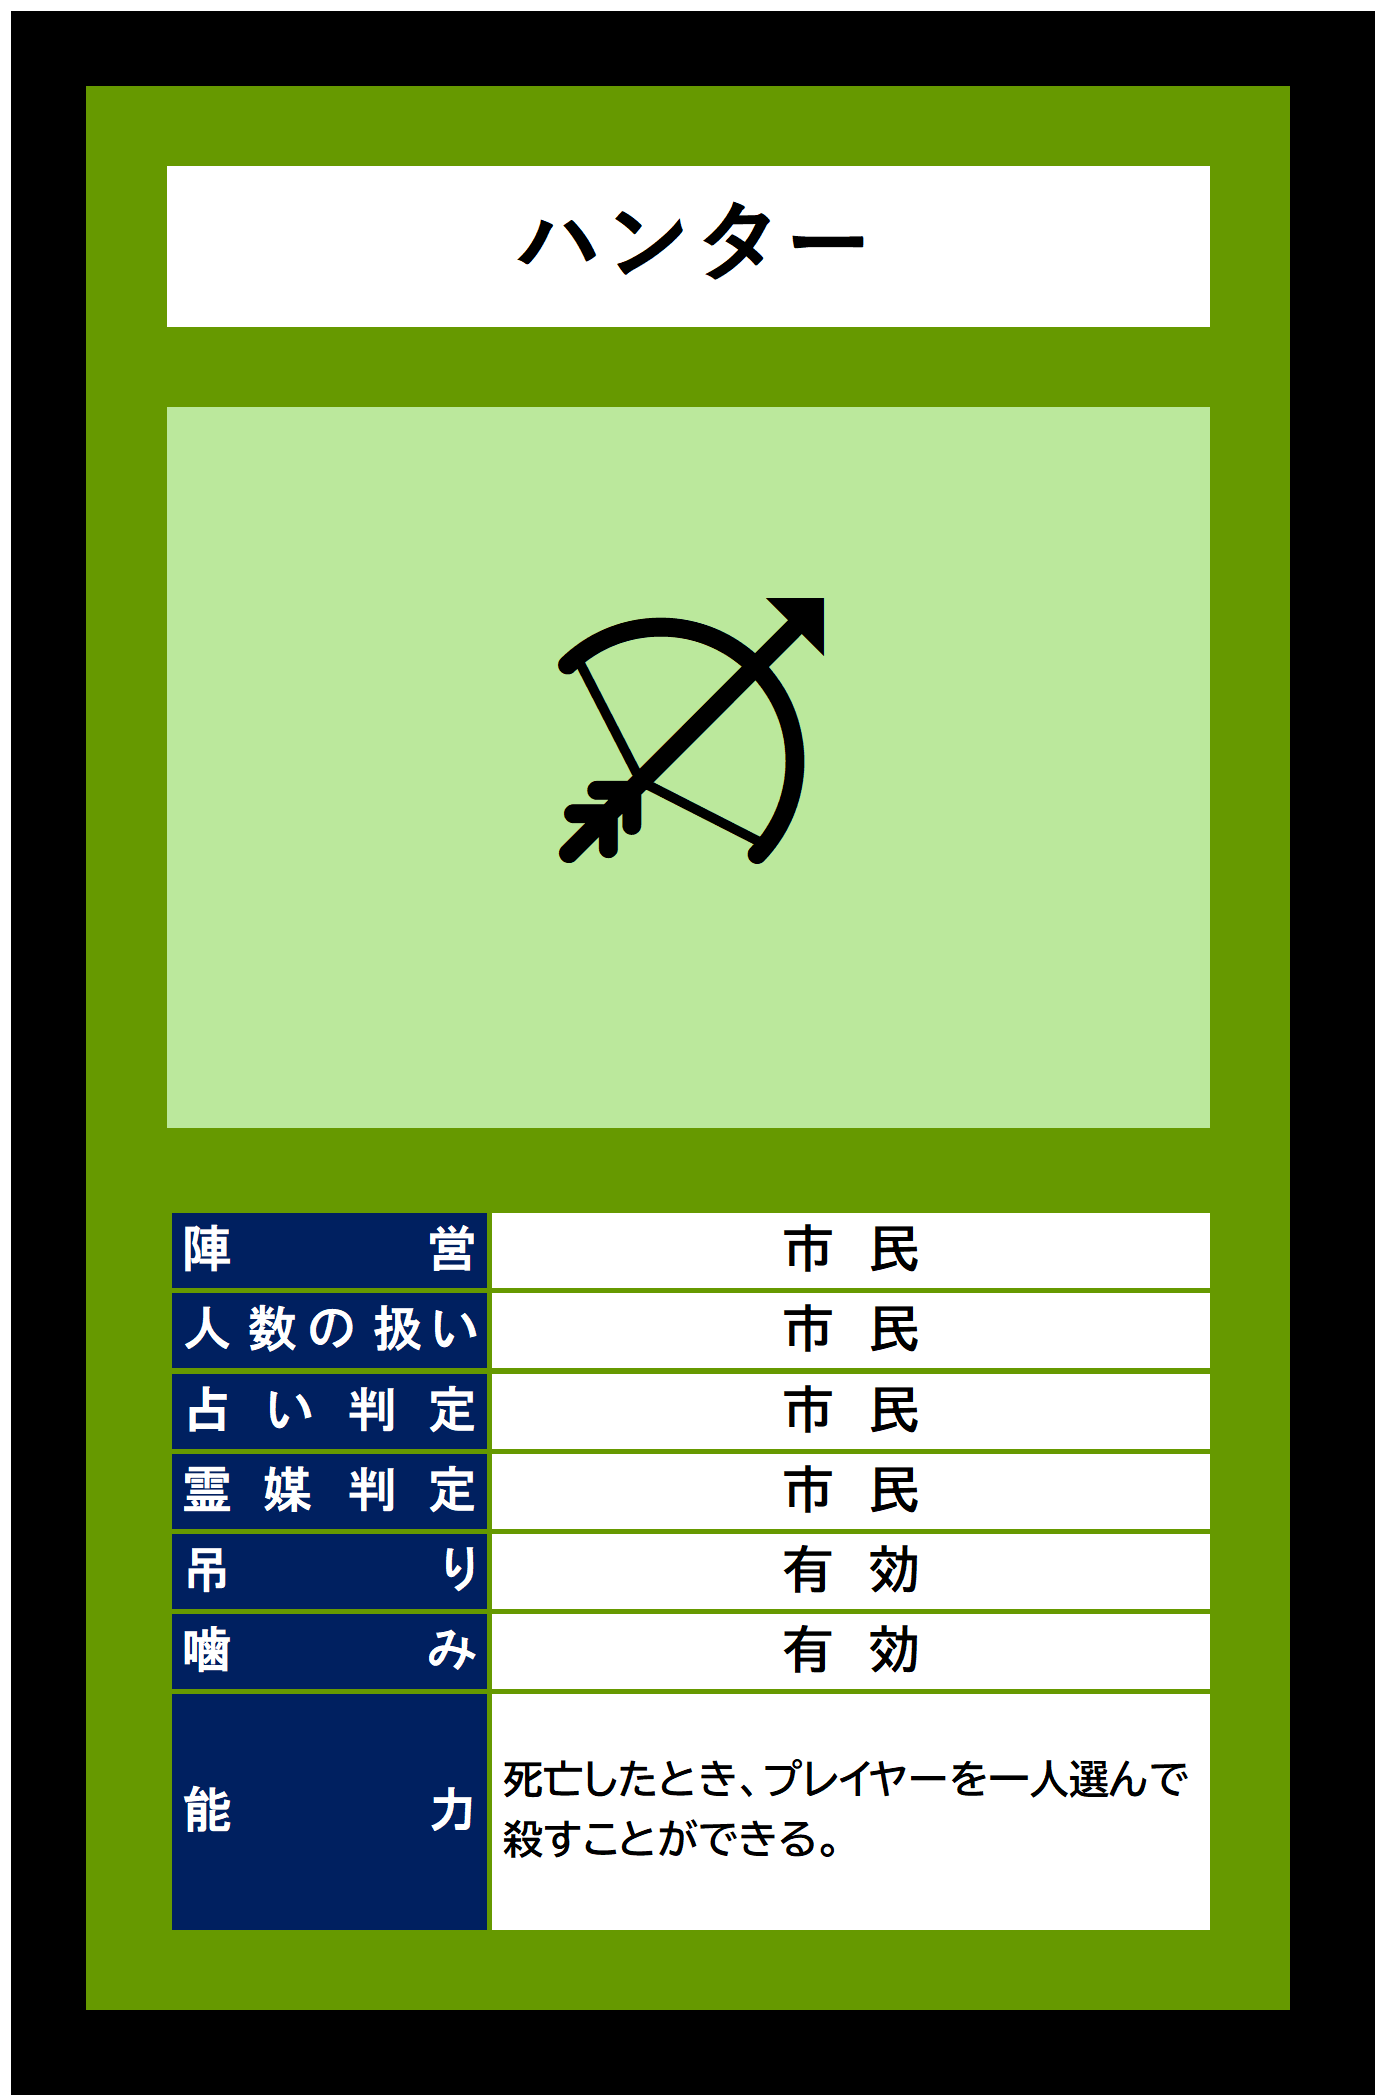 ハンター
陣営 市民
人数の扱い 市民
占い判定 市民
霊媒判定 市民
吊り 有効
噛み 有効
能力 死亡したとき、プレイヤーを一人選んで
殺すことができる。